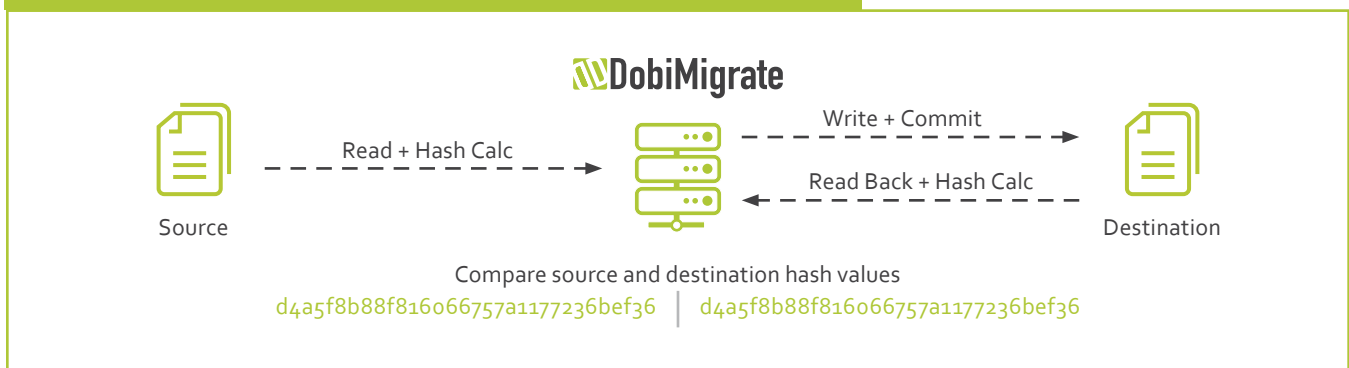 DobiMigrate
Read + Hash Calc
Write + Commit
Read Back + Hash Calc
Source
Destination
Compare source and destination hash values
d4a5f8b88f816066757a1177236bef36 | d4a5f8b88f816066757a1177236bef36